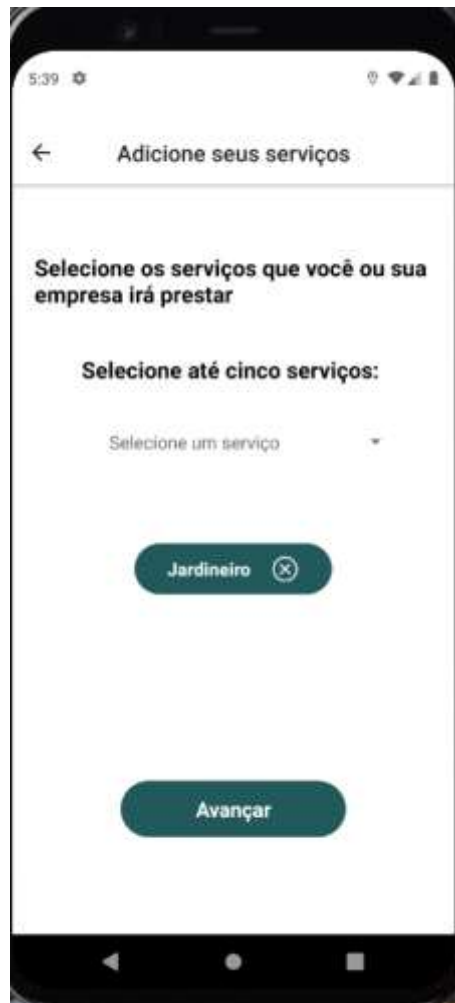 5:39
Adicione seus serviços
Selecione os serviços que você ou sua
empresa irá prestar
Selecione até cinco serviços:
Selecione um serviço
Jardineiro
Avançar